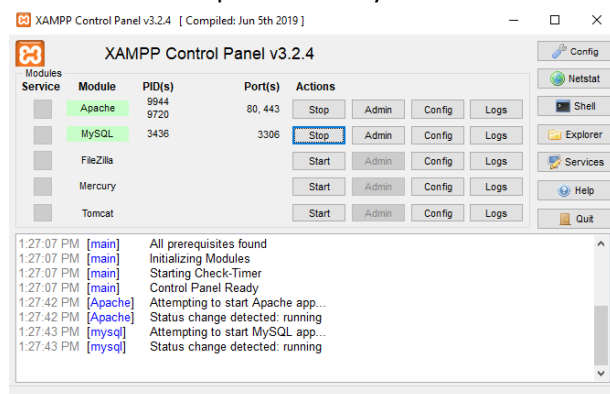 XAMPP Control Panel v3.2.4 [ Compiled: Jun 5th 2019 ]
XAMPP Control Panel v3.2.4
Config
Modules
Service Module PID(s) Port(s) Actions
Netstat
Apache 9944 9720 80, 443 Stop Admin Config Logs
Shell
MySQL 3436 3306 Stop Admin Config Logs
Explorer
FileZilla Start Admin Config Logs
Services
Mercury Start Admin Config Logs
Help
Tomcat Start Admin Config Logs
Quit
1:27:07 PM [main] All prerequisites found
1:27:07 PM [main] Initializing Modules
1:27:07 PM [main] Starting Check-Timer
1:27:07 PM [main] Control Panel Ready
1:27:42 PM [Apache] Attempting to start Apache app...
1:27:42 PM [Apache] Status change detected: running
1:27:43 PM [mysql] Attempting to start MySQL app...
1:27:43 PM [mysql] Status change detected: running